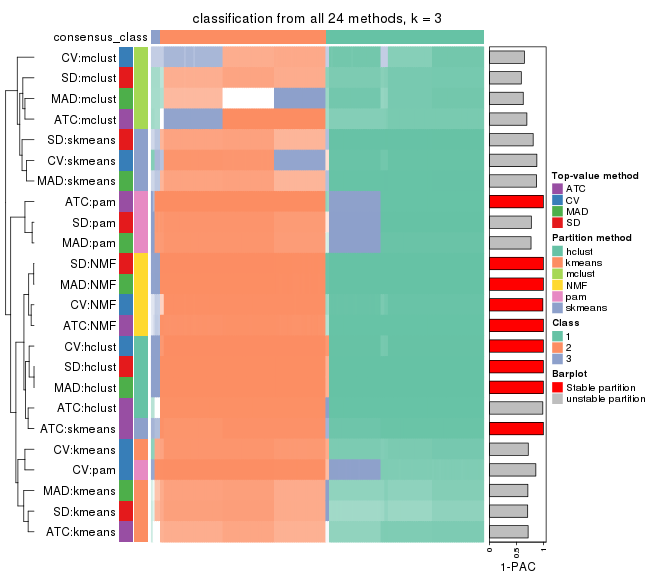 classification from all 24 methods, k = 3
consensus_class
CV:mclust
SD:mclust
MAD:mclust
ATC:mclust
SD:skmeans
CV:skmeans
MAD:skmeans
ATC:pam
SD:pam
MAD:pam
SD:NMF
MAD:NMF
CV:NMF
ATC:NMF
CV:hclust
SD:hclust
MAD:hclust
ATC:hclust
ATC:skmeans
CV:kmeans
CV:pam
MAD:kmeans
SD:kmeans
ATC:kmeans
0
0.5
1
1-PAC
Top-value method
ATC
CV
MAD
SD
Partition method
hclust
kmeans
mclust
NMF
pam
skmeans
Class
1
2
3
Barplot
Stable partition
unstable partition